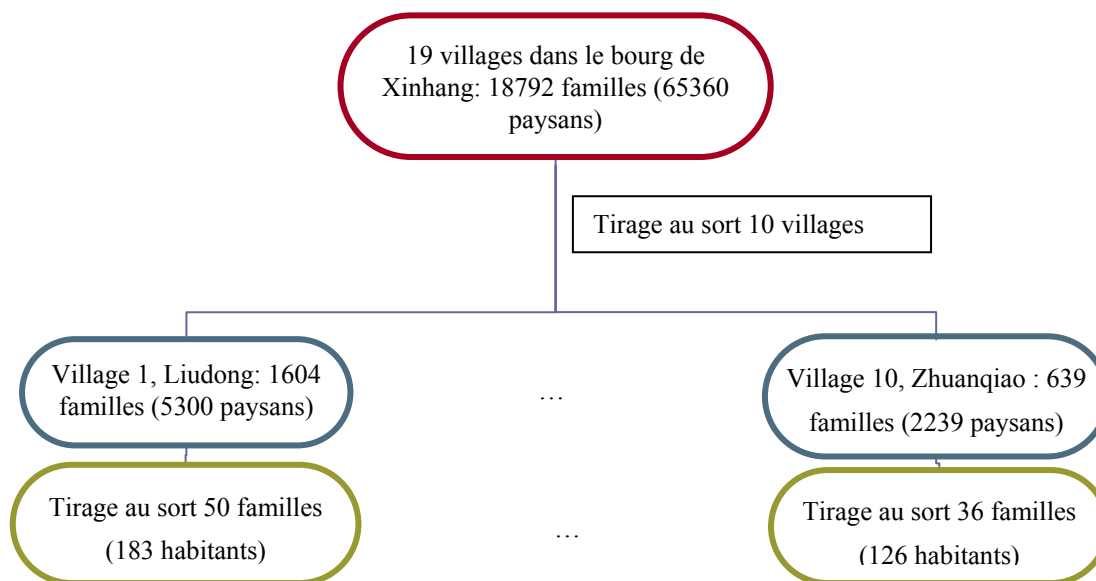 19 villages dans le bourg de
Xinhang: 18792 familles (65360
paysans)
Tirage au sort 10 villages
Village 1, Liudong: 1604
familles (5300 paysans)
…
Village 10, Zhuanqiao : 639
familles (2239 paysans)
Tirage au sort 50 familles
(183 habitants)
…
Tirage au sort 36 familles
(126 habitants)